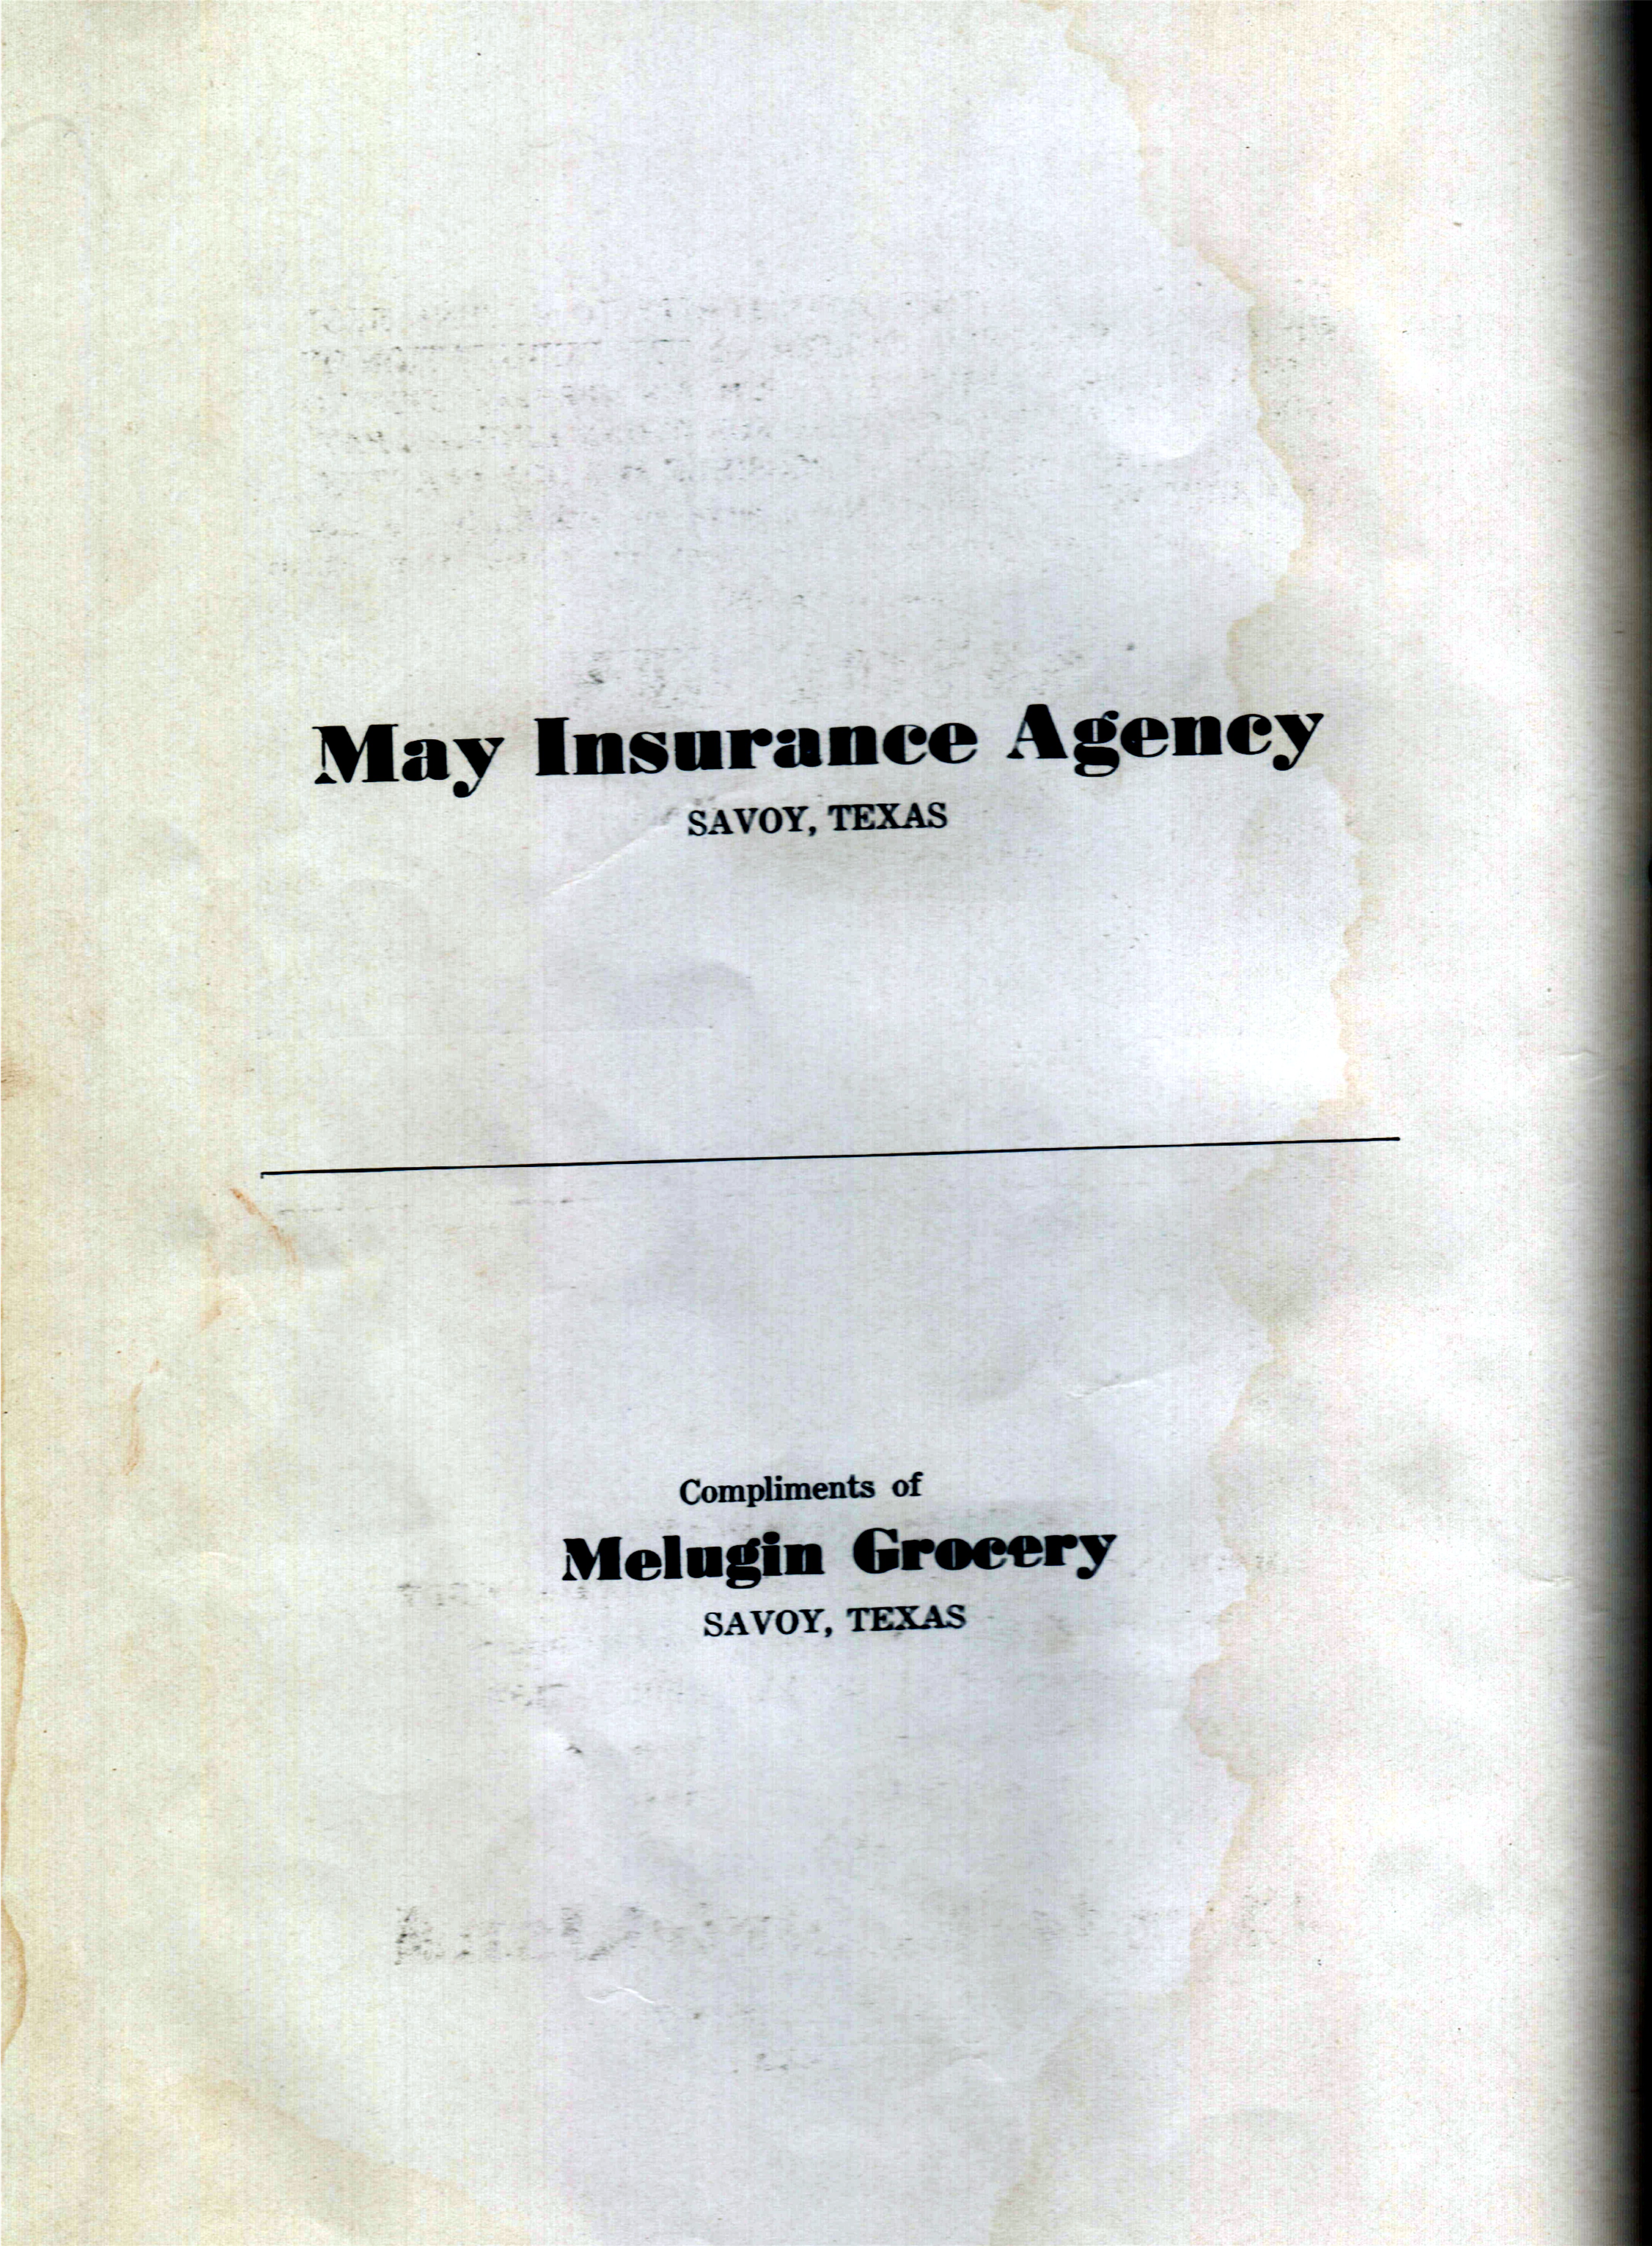 May Insurance Agency
SAVOY, TEXAS
Compliments of
Melugin Grocery
SAVOY, TEXAS